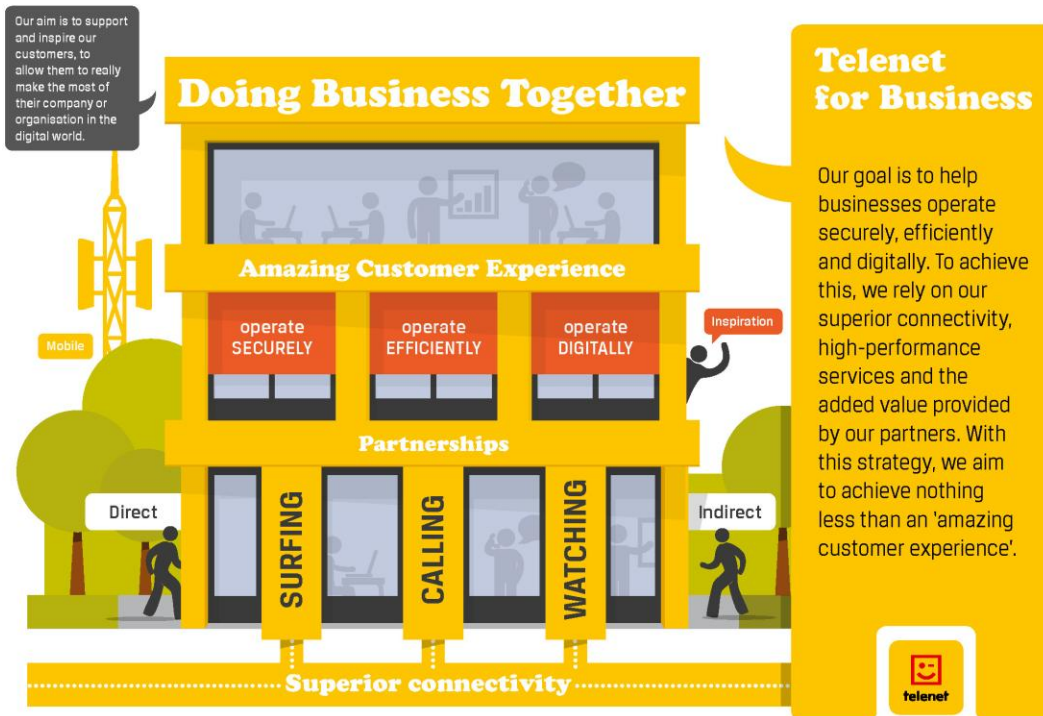 Our aim is to support
and inspire our
customers, to
allow them to really
make the most of
their company or
organisation in the
digital world.
Doing Business Together
Amazing Customer Experience
operate
SECURELY
operate
EFFICIENTLY
operate
DIGITALLY
Inspiration
Mobile
Partnerships
Direct
SURFING
CALLING
WATCHING
Indirect
Superior connectivity
Telenet
for Business
Our goal is to help
businesses operate
securely, efficiently
and digitally. To achieve
this, we rely on our
superior connectivity,
high-performance
services and the
added value provided
by our partners. With
this strategy, we aim
to achieve nothing
less than an 'amazing
customer experience'.
telenet